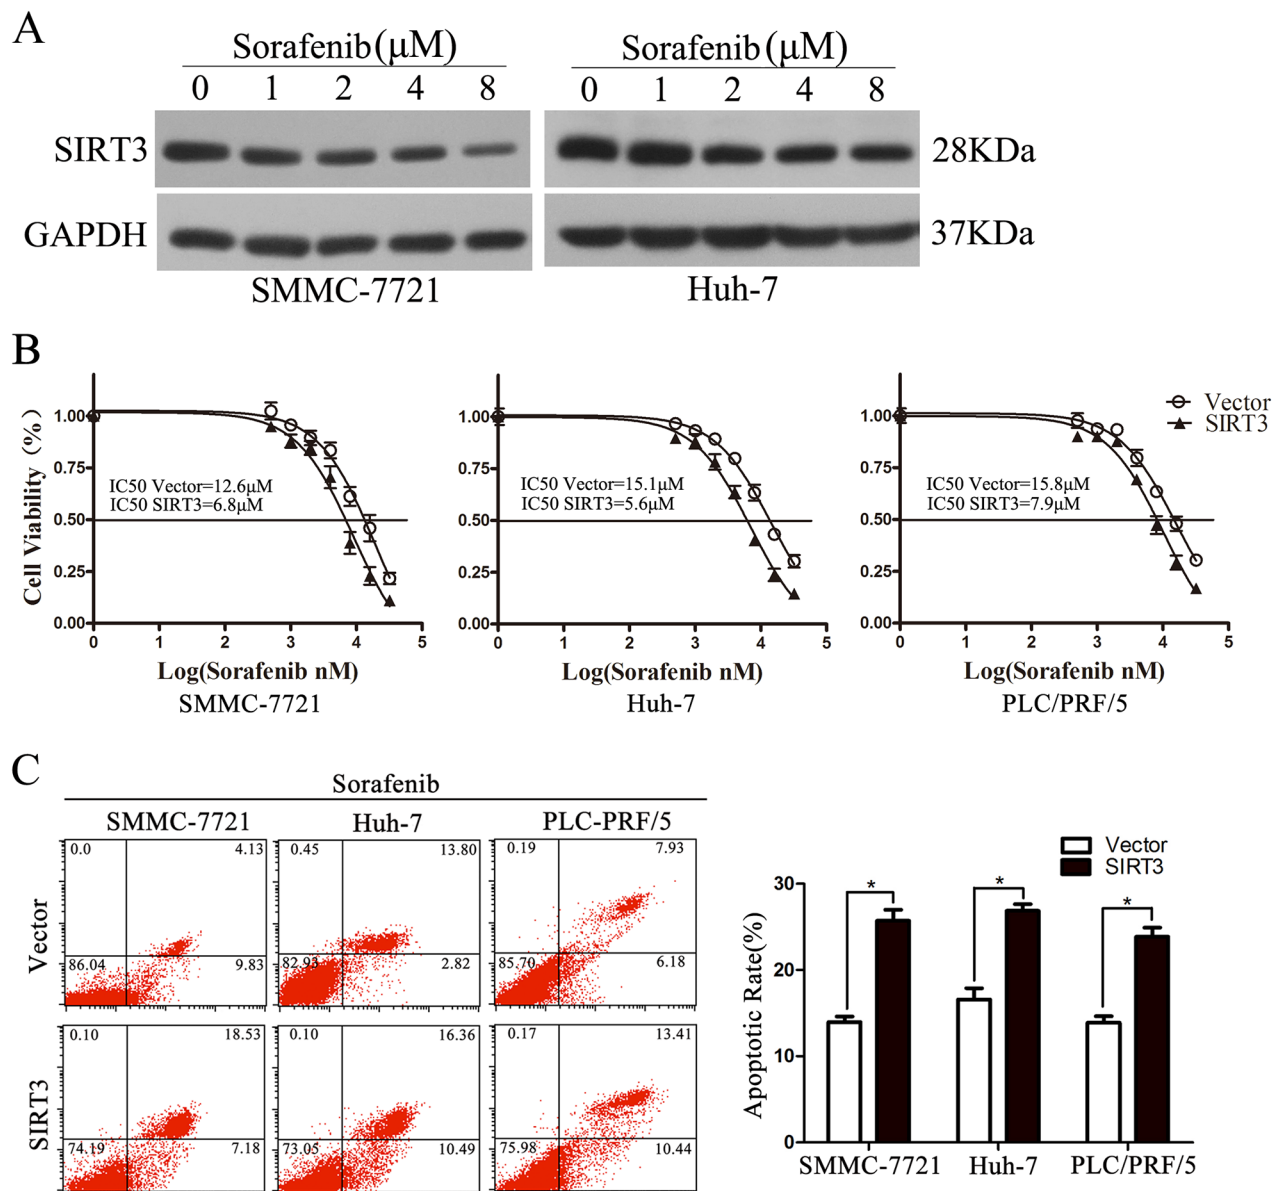 A
Sorafenib(μM)
0 1 2 4 8
Sorafenib(μM)
0 1 2 4 8
SIRT3
28KDa
GAPDH
37KDa
SMMC-7721
Huh-7
B
Cell Viability (%)
1.00
0.75
0.50
0.25
0.00
IC50 Vector=12.6μM
IC50 SIRT3=6.8μM
0 1 2 3 4 5
Log(Sorafenib nM)
SMMC-7721
1.00
0.75
0.50
0.25
0.00
IC50 Vector=15.1μM
IC50 SIRT3=5.6μM
0 1 2 3 4 5
Log(Sorafenib nM)
Huh-7
1.00
0.75
0.50
0.25
0.00
IC50 Vector=15.8μM
IC50 SIRT3=7.9μM
0 1 2 3 4 5
Log(Sorafenib nM)
PLC/PRF/5
Vector
SIRT3
C
Sorafenib
SMMC-7721 Huh-7 PLC-PRF/5
Vector
0.0 4.13
86.04 9.83
0.45 13.80
82.93 2.82
0.19 7.93
85.70 6.18
SIRT3
0.10 18.53
74.19 7.18
0.10 16.36
73.05 10.49
0.17 13.41
75.98 10.44
Vector
SIRT3
Apoptotic Rate(%)
30
20
10
0
* * *
SMMC-7721 Huh-7 PLC/PRF/5